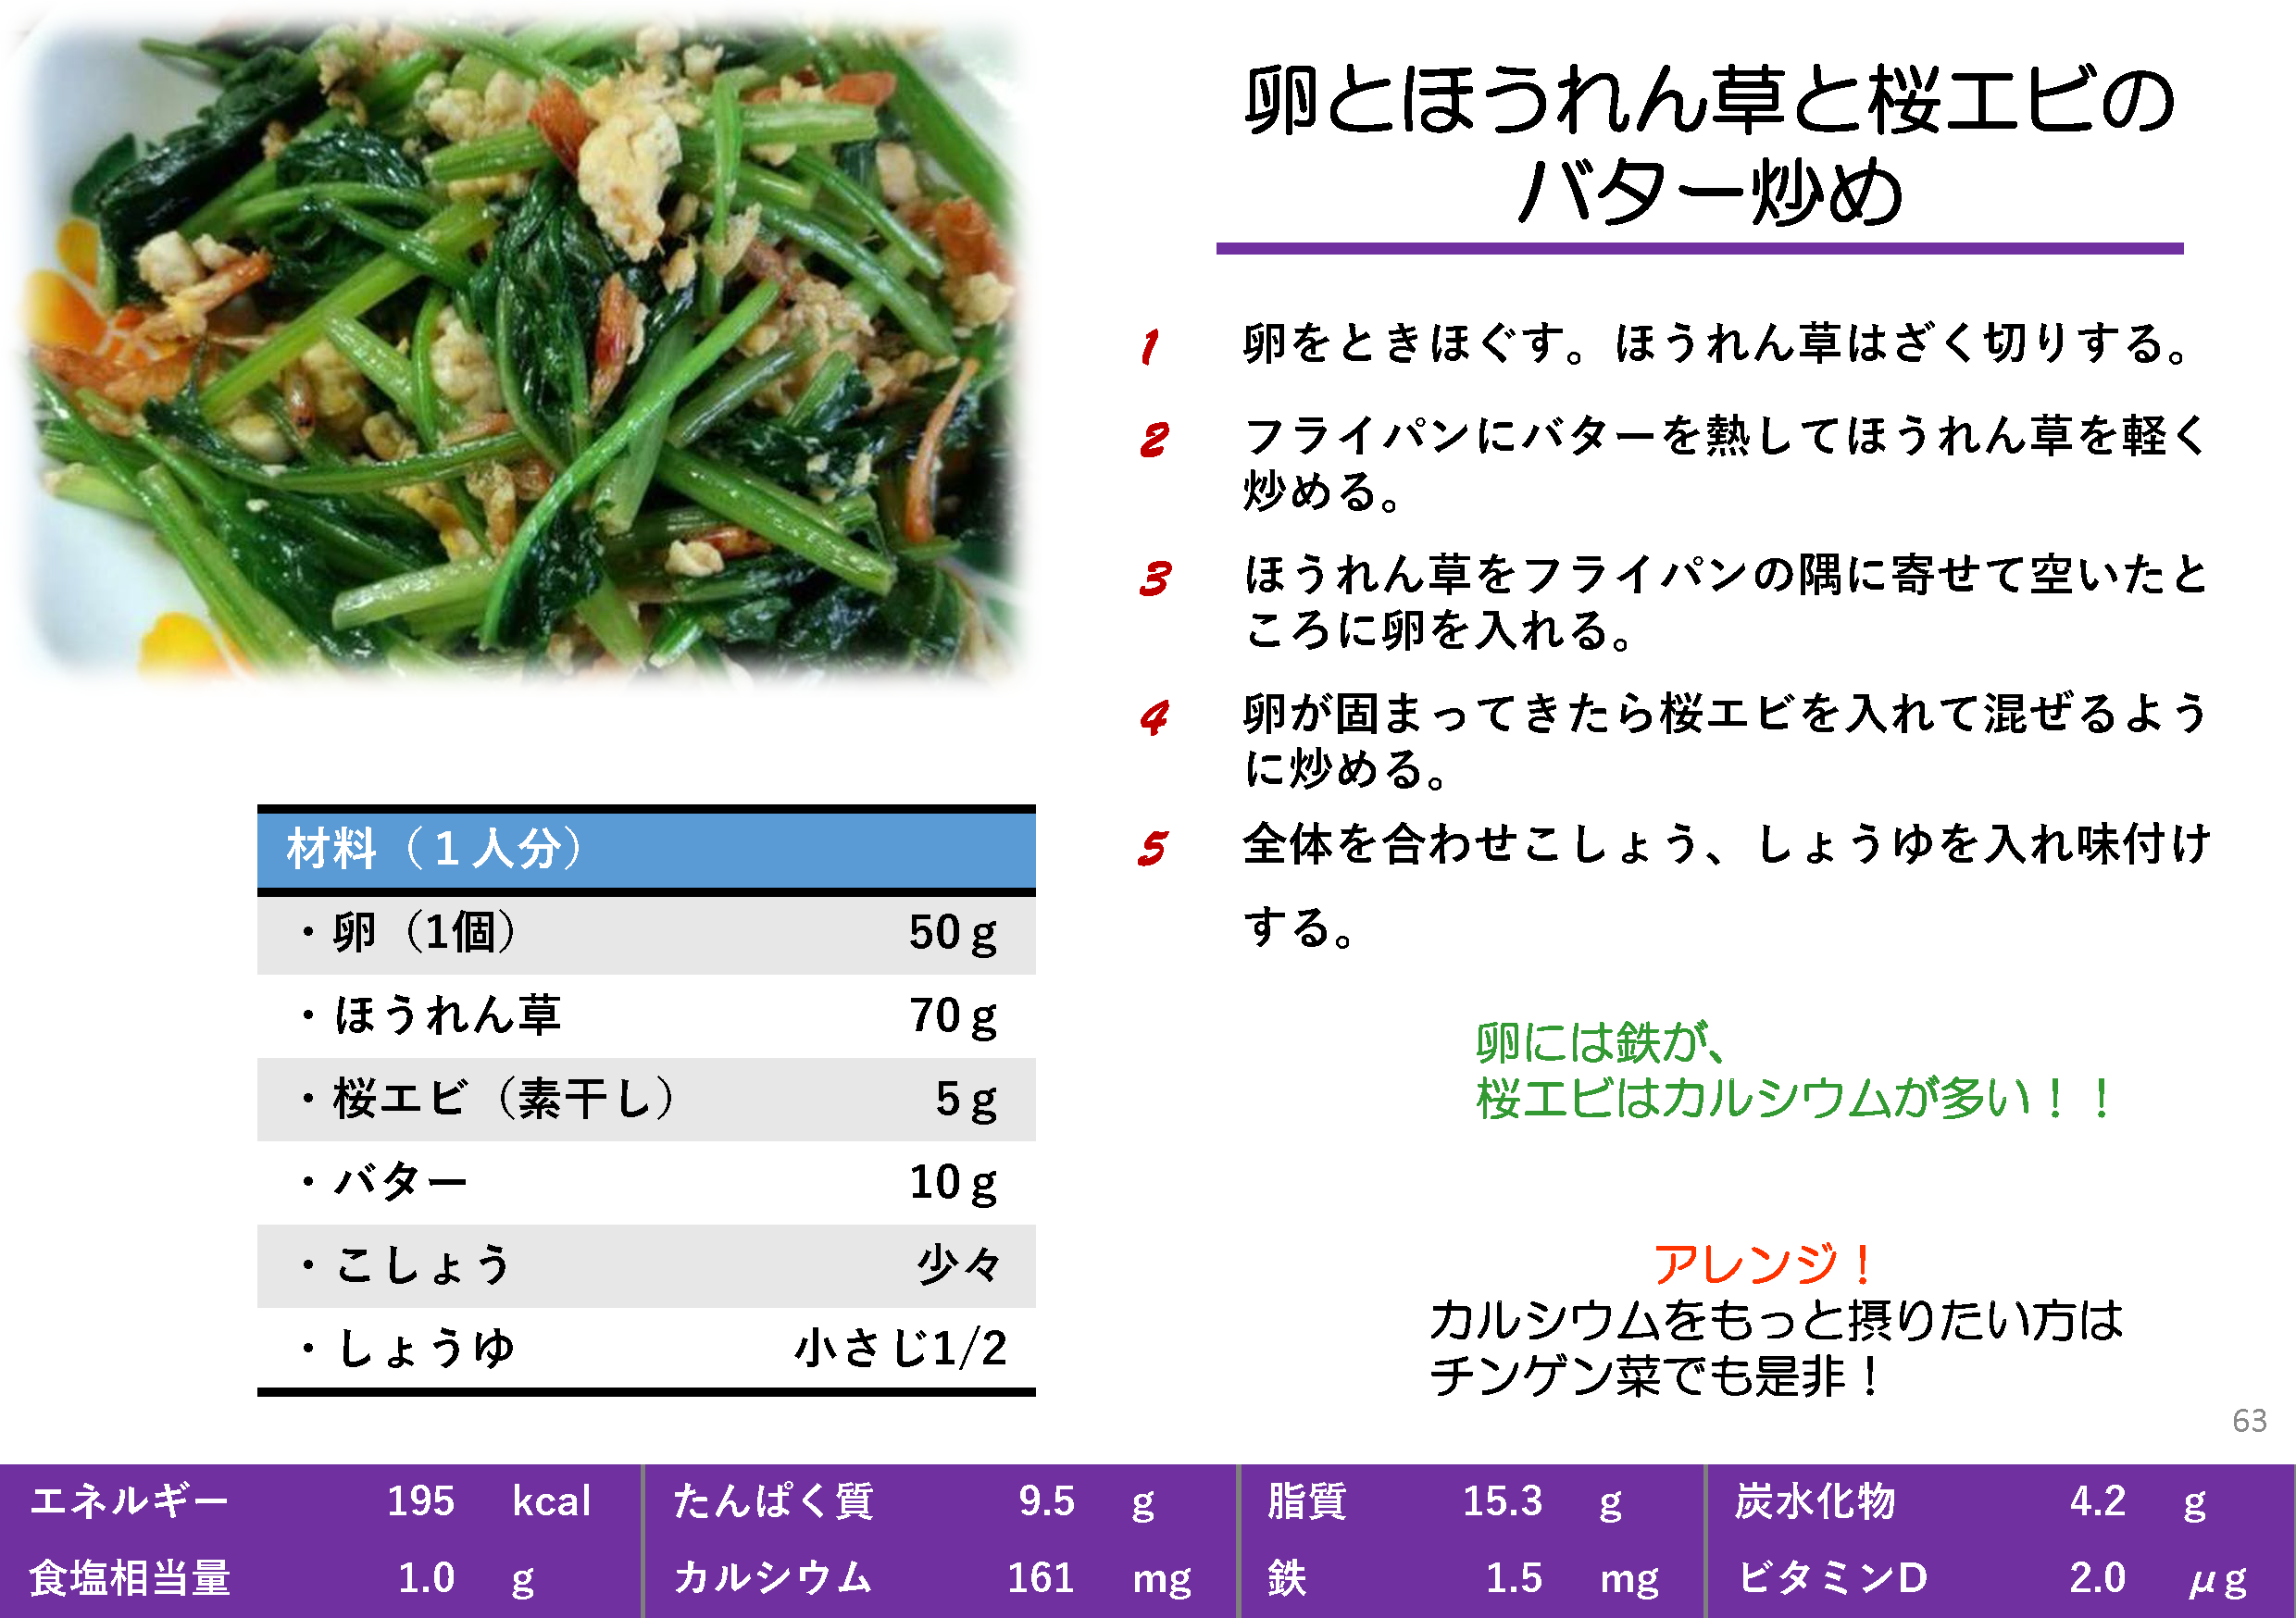 卵とほうれん草と桜エビの
バター炒め
1 卵をときほぐす。ほうれん草はざく切りする。
2 フライパンにバターを熱してほうれん草を軽く
炒める。
3 ほうれん草をフライパンの隅に寄せて空いたと
ころに卵を入れる。
4 卵が固まってきたら桜エビを入れて混ぜるよう
に炒める。
5 全体を合わせこしょう、しょうゆを入れ味付け
する。
材料（１人分）
・卵（1個） 50ｇ
・ほうれん草 70ｇ
・桜エビ（素干し） 5ｇ
・バター 10ｇ
・こしょう 少々
・しょうゆ 小さじ1/2
卵には鉄が、
桜エビはカルシウムが多い！！
アレンジ！
カルシウムをもっと摂りたい方は
チンゲン菜でも是非！
63
エネルギー 195 kcal たんぱく質 9.5 g 脂質 15.3 g 炭水化物 4.2 g
食塩相当量 1.0 g カルシウム 161 mg 鉄 1.5 mg ビタミンD 2.0 μg